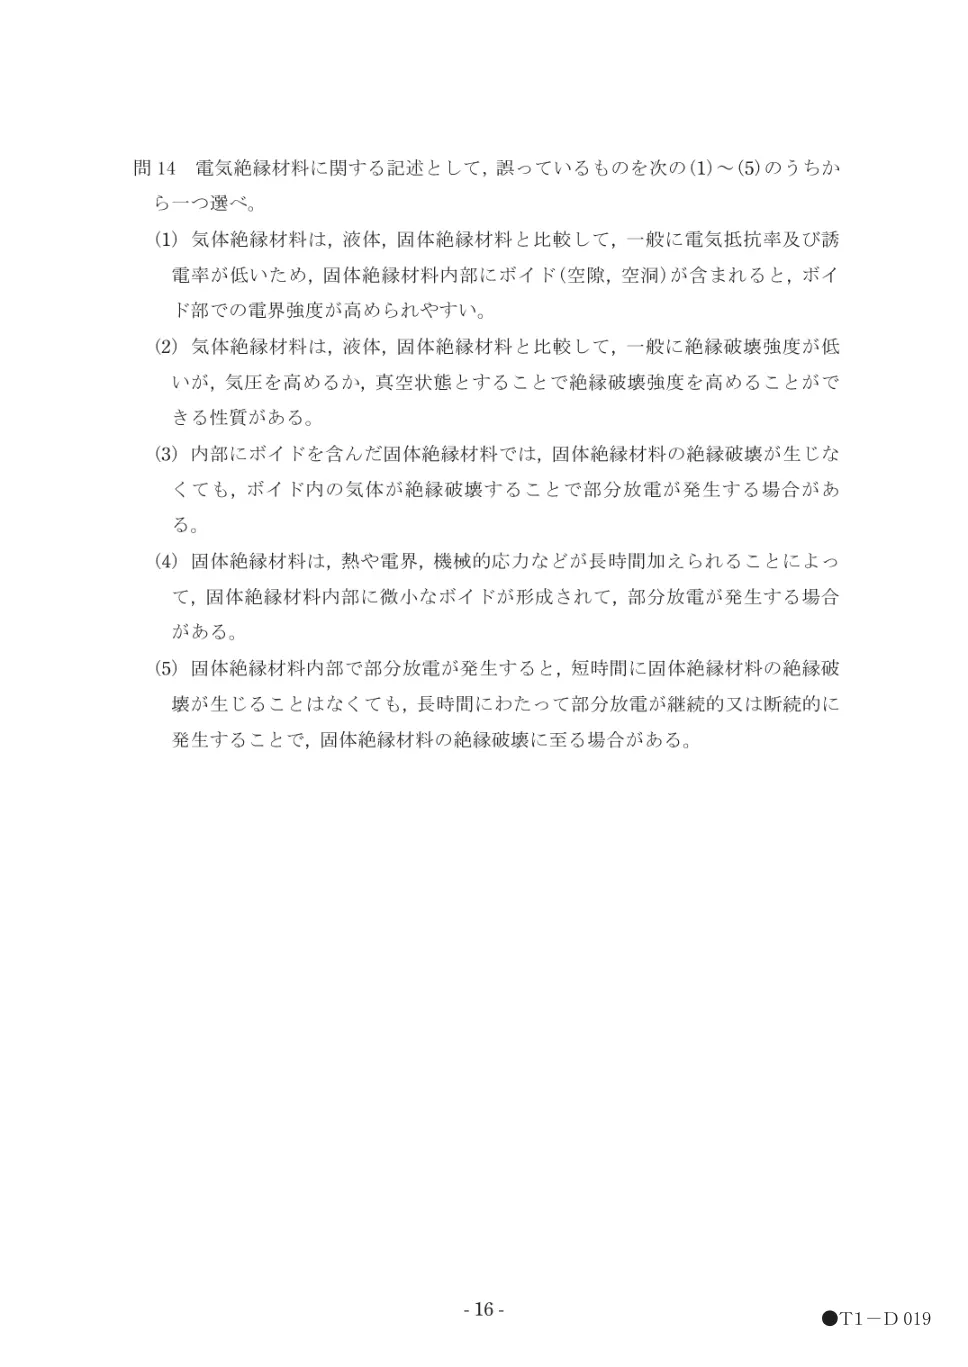 問 14　電気絶縁材料に関する記述として, 誤っているものを次の(1)～(5)のうちか
ら一つ選べ。
(1) 気体絶縁材料は, 液体, 固体絶縁材料と比較して, 一般に電気抵抗率及び誘
電率が低いため, 固体絶縁材料内部にボイド(空隙, 空洞)が含まれると, ボイ
ド部での電界強度が高められやすい。
(2) 気体絶縁材料は, 液体, 固体絶縁材料と比較して, 一般に絶縁破壊強度が低
いが, 気圧を高めるか, 真空状態とすることで絶縁破壊強度を高めることがで
きる性質がある。
(3) 内部にボイドを含んだ固体絶縁材料では, 固体絶縁材料の絶縁破壊が生じな
くても, ボイド内の気体が絶縁破壊することで部分放電が発生する場合があ
る。
(4) 固体絶縁材料は, 熱や電界, 機械的応力などが長時間加えられることによっ
て, 固体絶縁材料内部に微小なボイドが形成されて, 部分放電が発生する場合
がある。
(5) 固体絶縁材料内部で部分放電が発生すると, 短時間に固体絶縁材料の絶縁破
壊が生じることはなくても, 長時間にわたって部分放電が継続的又は断続的に
発生することで, 固体絶縁材料の絶縁破壊に至る場合がある。
- 16 -
●T1－D 019